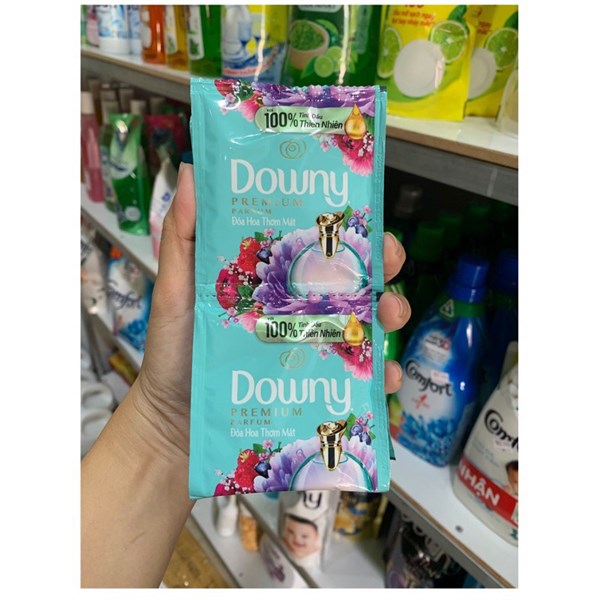 100% Tinh Dầu
Thiên Nhiên
Downy
PREMIUM
PARFUM
Đóa Hoa Thơm Mát
100% Tinh Dầu
Thiên Nhiên
Downy
PREMIUM
PARFUM
Đóa Hoa Thơm Mát
Comfort
NHẬN